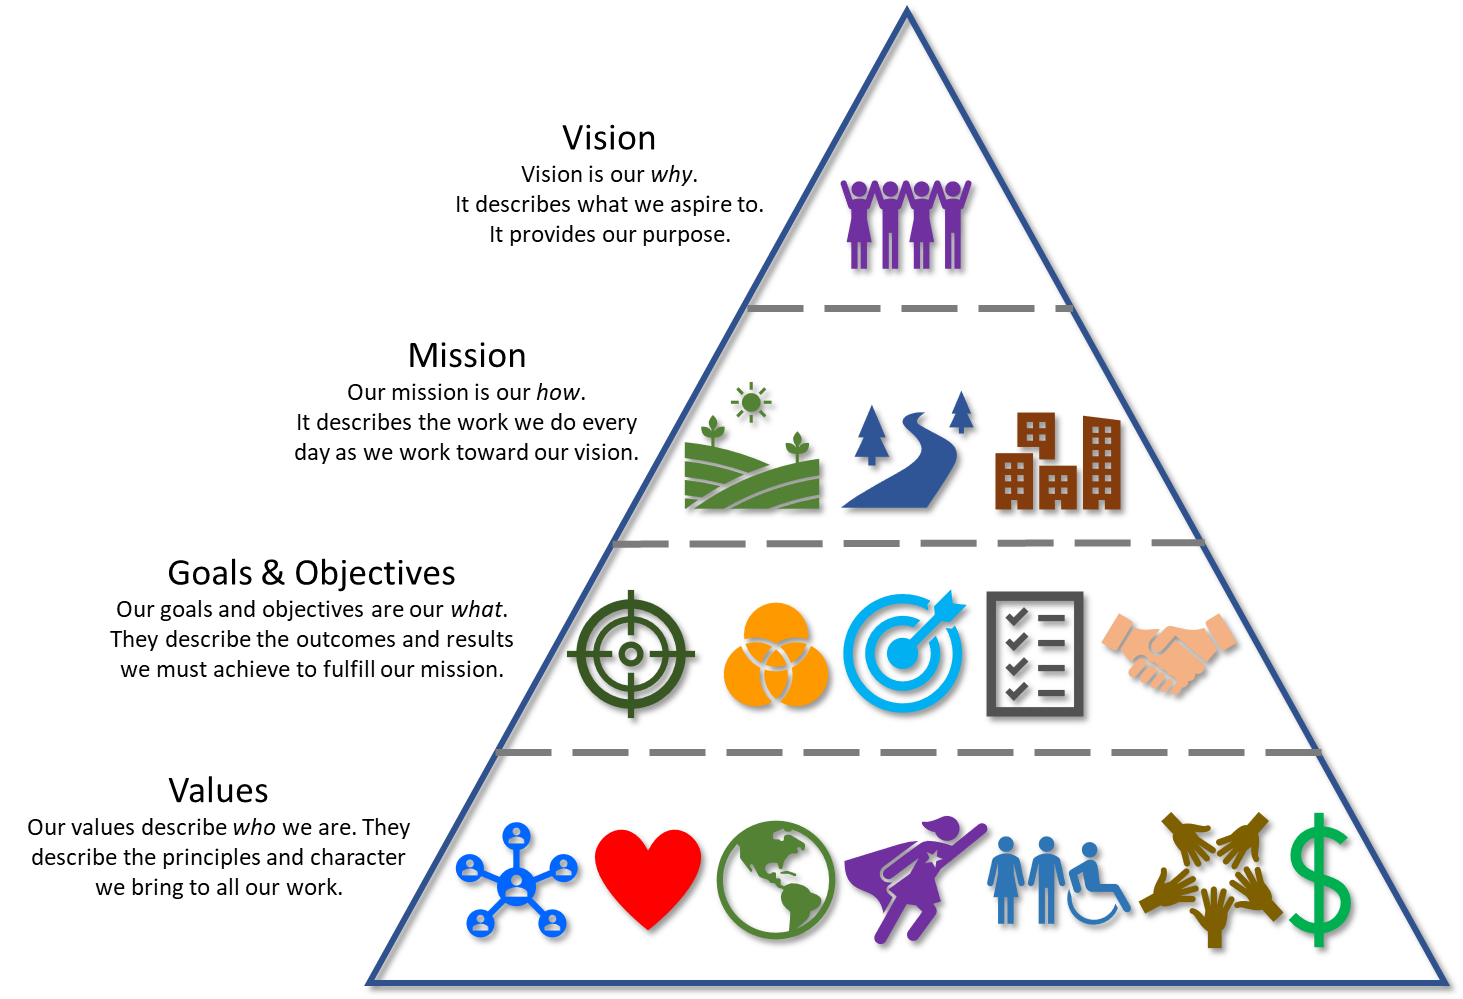 Vision
Vision is our why.
It describes what we aspire to.
It provides our purpose.
Mission
Our mission is our how.
It describes the work we do every
day as we work toward our vision.
Goals & Objectives
Our goals and objectives are our what.
They describe the outcomes and results
we must achieve to fulfill our mission.
Values
Our values describe who we are. They
describe the principles and character
we bring to all our work.
$